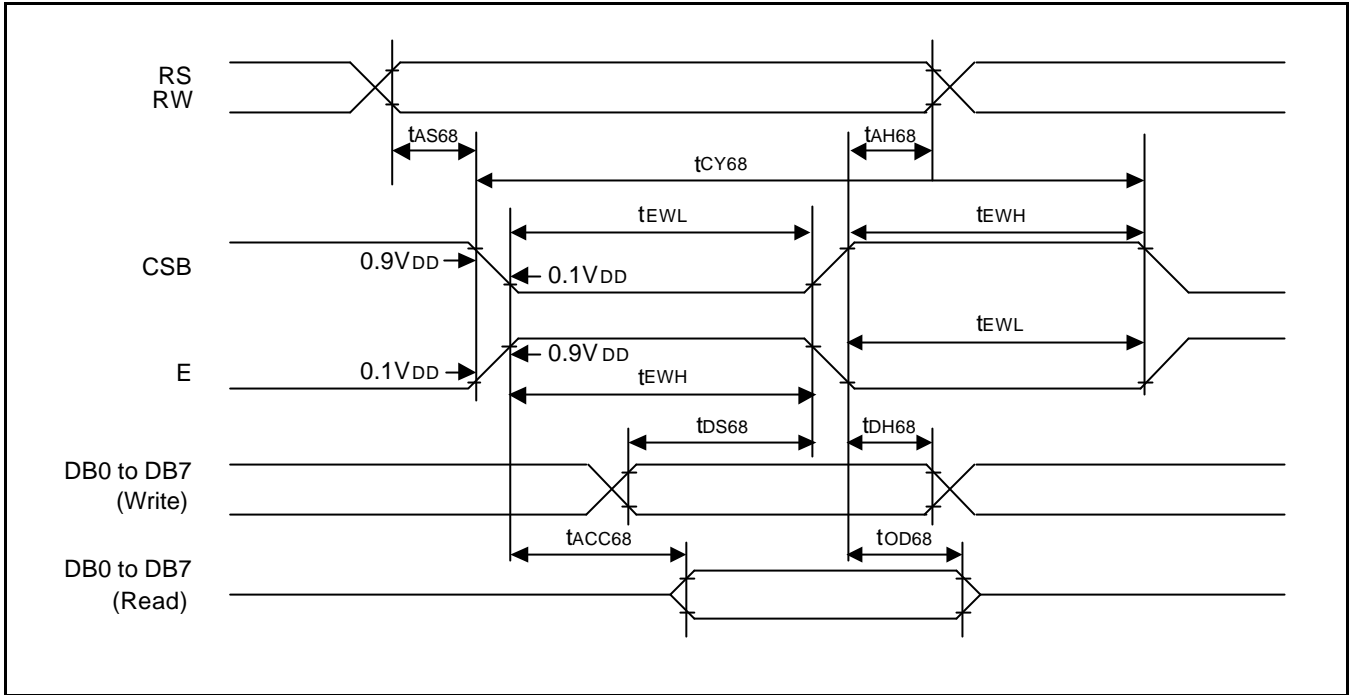 RS
RW
tAS68
tAH68
tCY68
tEWL
tEWH
CSB
0.9VDD
0.1VDD
tEWL
E
0.1VDD
0.9VDD
tEWH
tDS68
tDH68
DB0 to DB7
(Write)
tACC68
tOD68
DB0 to DB7
(Read)